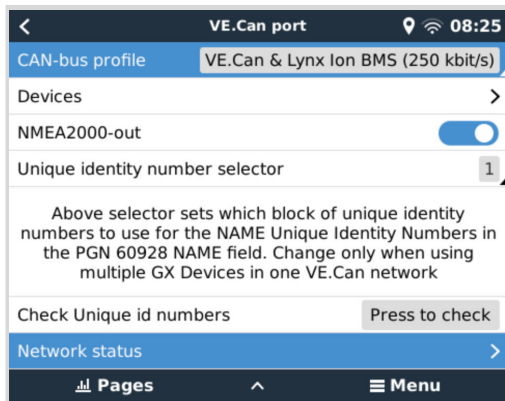 VE.Can port 08:25
CAN-bus profile VE.Can & Lynx Ion BMS (250 kbit/s)
Devices
NMEA2000-out
Unique identity number selector 1
Above selector sets which block of unique identity
numbers to use for the NAME Unique Identity Numbers in
the PGN 60928 NAME field. Change only when using
multiple GX Devices in one VE.Can network
Check Unique id numbers Press to check
Network status
Pages Menu